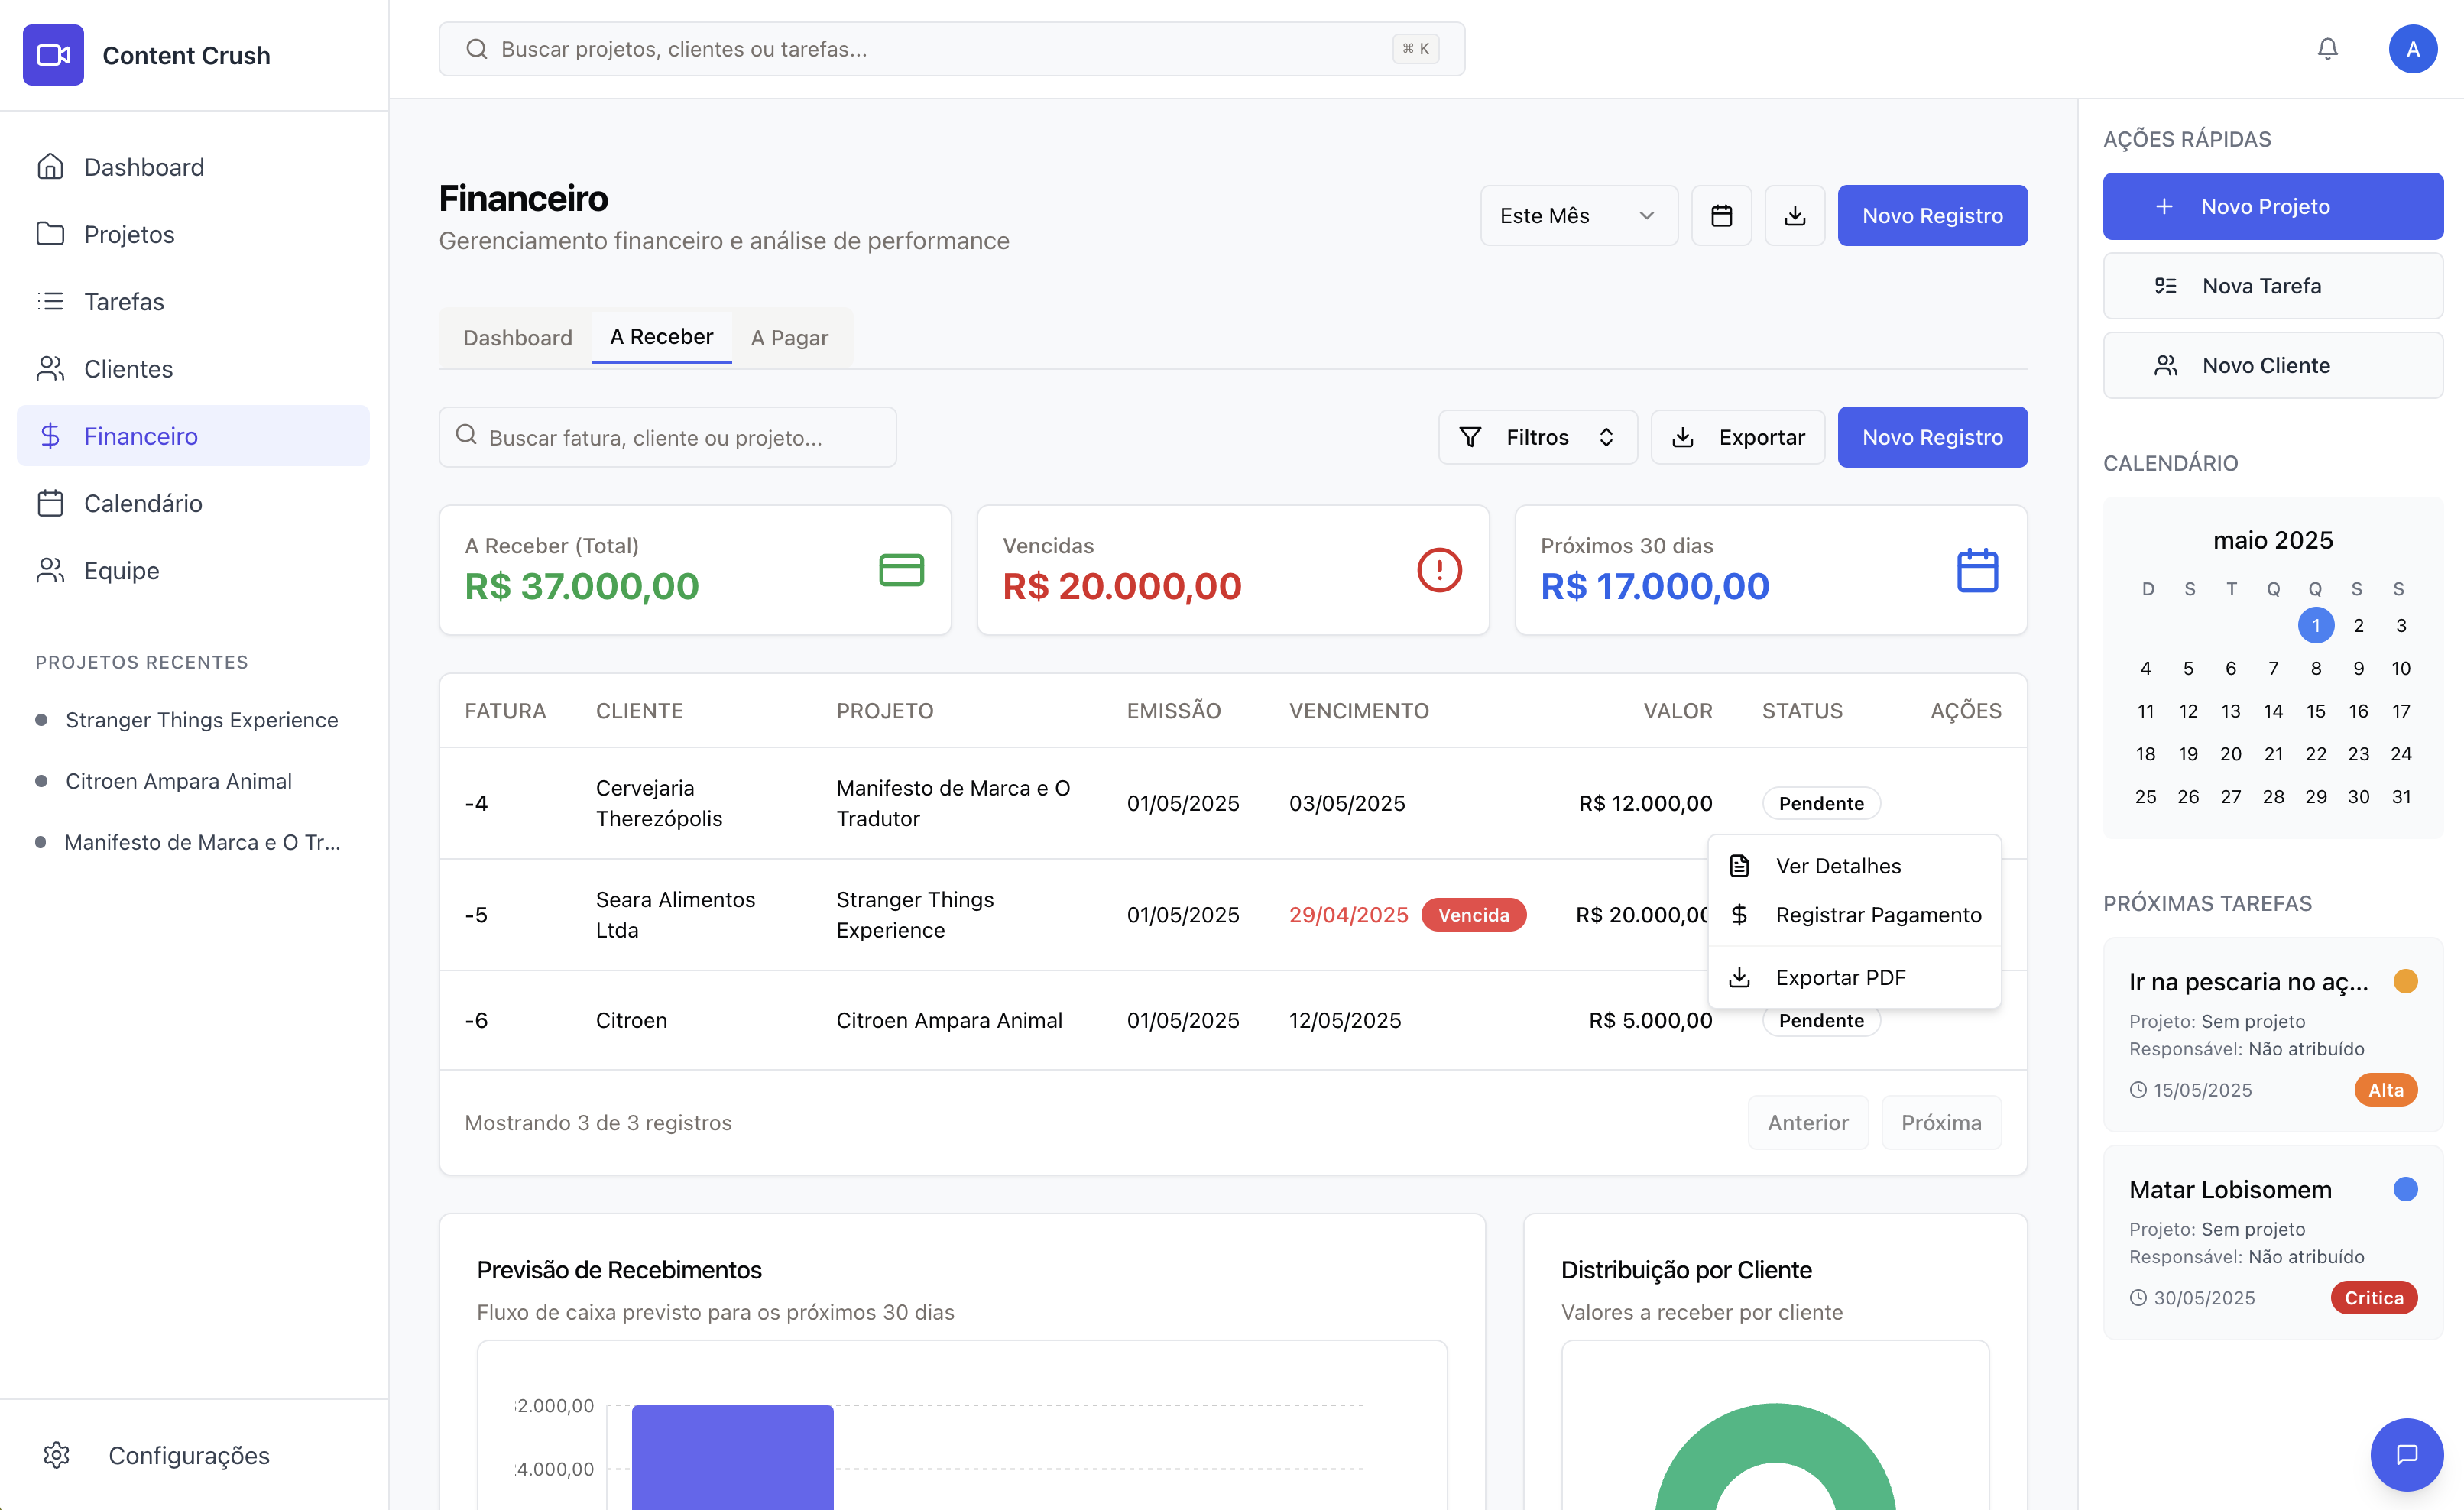 Content Crush
Buscar projetos, clientes ou tarefas...
⌘ K
A
Dashboard
Projetos
Tarefas
Clientes
Financeiro
Calendário
Equipe
PROJETOS RECENTES
Stranger Things Experience
Citroen Ampara Animal
Manifesto de Marca e O Tr...
Configurações
Financeiro
Gerenciamento financeiro e análise de performance
Este Mês
Novo Registro
Dashboard
A Receber
A Pagar
Buscar fatura, cliente ou projeto...
Filtros
Exportar
Novo Registro
A Receber (Total)
R$ 37.000,00
Vencidas
R$ 20.000,00
Próximos 30 dias
R$ 17.000,00
FATURA CLIENTE PROJETO EMISSÃO VENCIMENTO VALOR STATUS AÇÕES
-4
Cervejaria
Therezópolis
Manifesto de Marca e O
Tradutor
01/05/2025
03/05/2025
R$ 12.000,00
Pendente
-5
Seara Alimentos
Ltda
Stranger Things
Experience
01/05/2025
29/04/2025
Vencida
R$ 20.000,00
Ver Detalhes
Registrar Pagamento
Exportar PDF
-6
Citroen
Citroen Ampara Animal
01/05/2025
12/05/2025
R$ 5.000,00
Pendente
Mostrando 3 de 3 registros
Anterior
Próxima
Previsão de Recebimentos
Fluxo de caixa previsto para os próximos 30 dias
2.000,00
4.000,00
Distribuição por Cliente
Valores a receber por cliente
AÇÕES RÁPIDAS
Novo Projeto
Nova Tarefa
Novo Cliente
CALENDÁRIO
maio 2025
D S T Q Q S S
1 2 3
4 5 6 7 8 9 10
11 12 13 14 15 16 17
18 19 20 21 22 23 24
25 26 27 28 29 30 31
PRÓXIMAS TAREFAS
Ir na pescaria no aç...
Projeto: Sem projeto
Responsável: Não atribuído
15/05/2025
Alta
Matar Lobisomem
Projeto: Sem projeto
Responsável: Não atribuído
30/05/2025
Critica